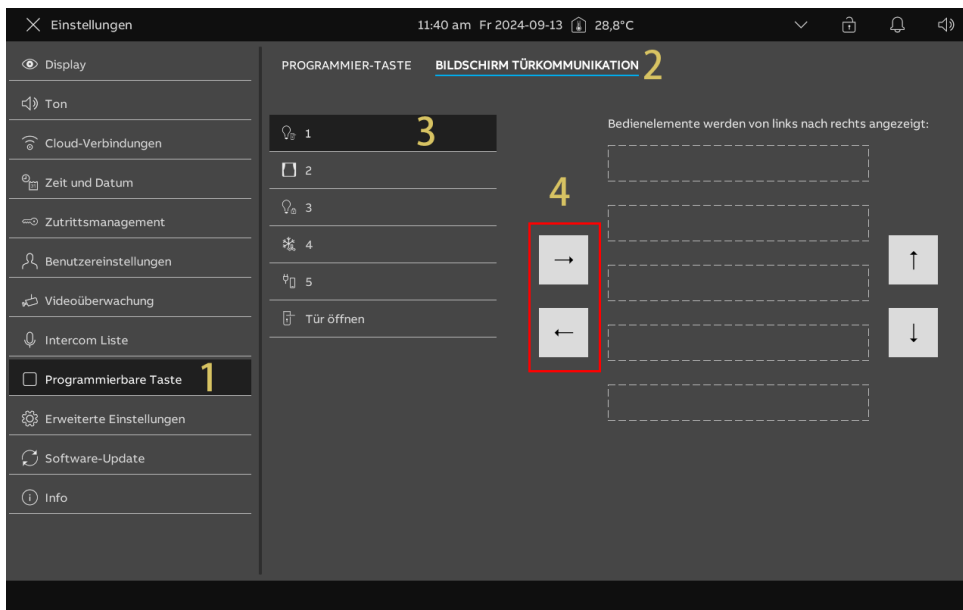 Einstellungen
11:40 am Fr 2024-09-13 28,8°C
Display
Ton
Cloud-Verbindungen
Zeit und Datum
Zutrittsmanagement
Benutzereinstellungen
Videoüberwachung
Intercom Liste
Programmierbare Taste 1
Erweiterte Einstellungen
Software-Update
Info
PROGRAMMIER-TASTE BILDSCHIRM TÜRKOMMUNIKATION 2
1 3
2
3
4
5
Tür öffnen
4
→
←
Bedienelemente werden von links nach rechts angezeigt:
↑
↓